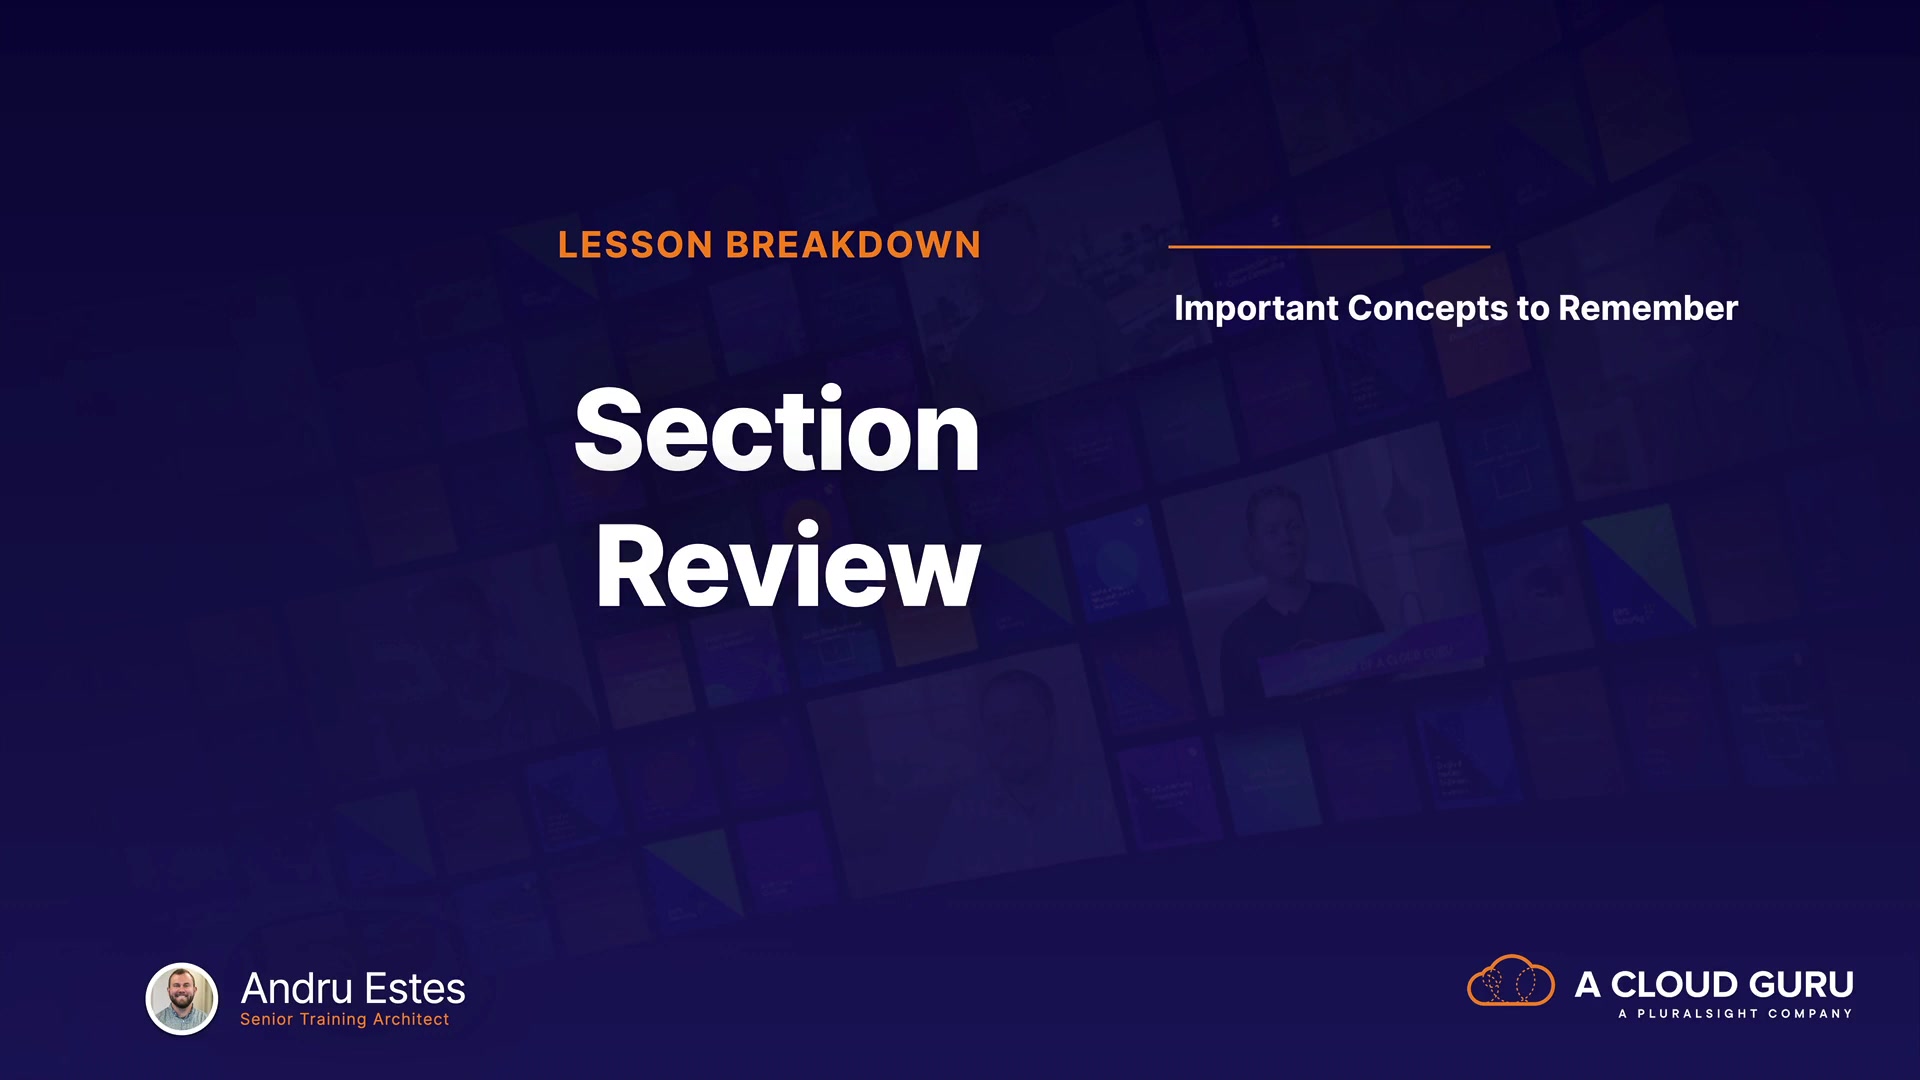 LESSON BREAKDOWN
Section
Review
Important Concepts to Remember
Andru Estes
Senior Training Architect
A CLOUD GURU
A PLURALSIGHT COMPANY